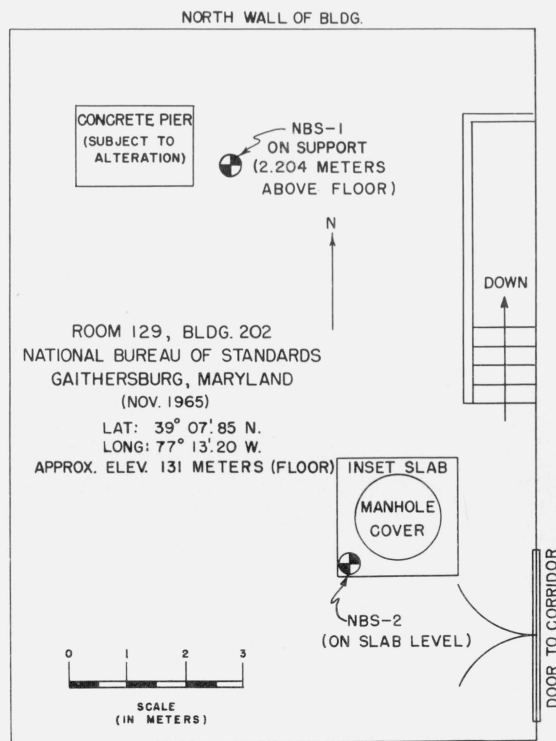 NORTH WALL OF BLDG.
CONCRETE PIER
(SUBJECT TO
ALTERATION)
NBS-1
ON SUPPORT
(2.204 METERS
ABOVE FLOOR)
N
DOWN
ROOM 129, BLDG. 202
NATIONAL BUREAU OF STANDARDS
GAITHERSBURG, MARYLAND
(NOV. 1965)
LAT: 39° 07'.85 N.
LONG: 77° 13'.20 W.
APPROX. ELEV. 131 METERS (FLOOR)
INSET SLAB
MANHOLE
COVER
NBS-2
(ON SLAB LEVEL)
DOOR TO CORRIDOR
0 1 2 3
SCALE
(IN METERS)